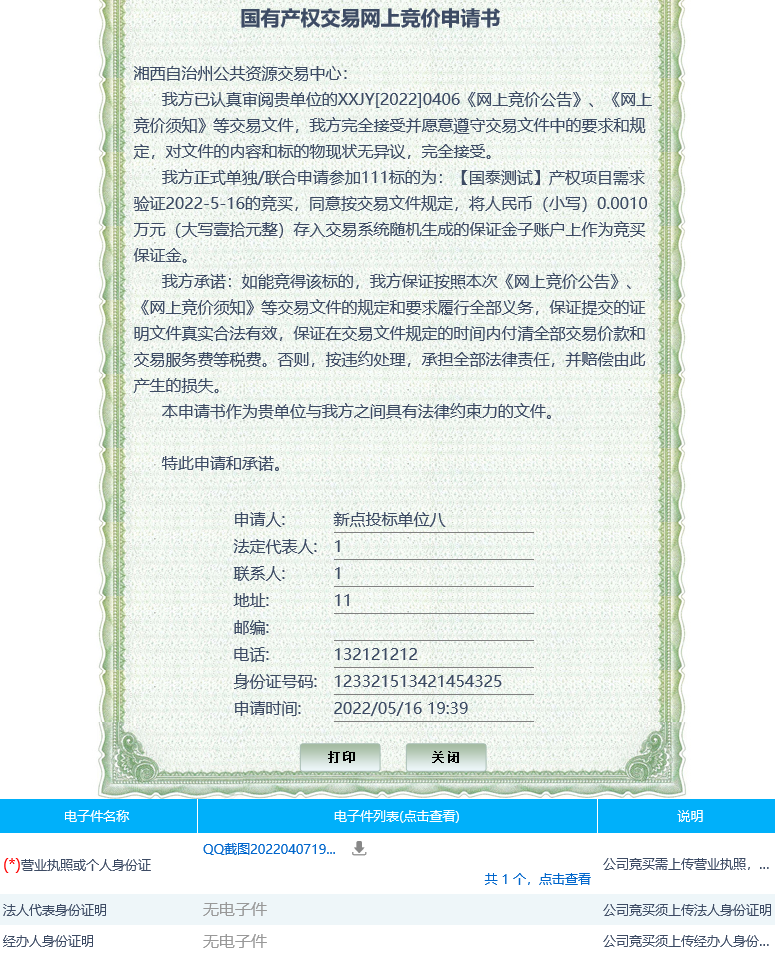 国有产权交易网上竞价申请书
湘西自治州公共资源交易中心：
我方已认真审阅贵单位的XXJY[2022]0406《网上竞价公告》、《网上
竞价须知》等交易文件，我方完全接受并愿意遵守交易文件中的要求和规
定，对文件的内容和标的物现状无异议，完全接受。
我方正式单独/联合申请参加111标的为：【国泰测试】产权项目需求
验证2022-5-16的竞买，同意按交易文件规定，将人民币（小写）0.0010
万元（大写壹拾元整）存入交易系统随机生成的保证金子账户上作为竞买
保证金。
我方承诺：如能竞得该标的，我方保证按照本次《网上竞价公告》、
《网上竞价须知》等交易文件的规定和要求履行全部义务，保证提交的证
明文件真实合法有效，保证在交易文件规定的时间内付清全部交易价款和
交易服务费等税费。否则，按违约处理，承担全部法律责任，并赔偿由此
产生的损失。
本申请书作为贵单位与我方之间具有法律约束力的文件。
特此申请和承诺。
申请人: 新点投标单位八
法定代表人: 1
联系人: 1
地址: 11
邮编:
电话: 132121212
身份证号码: 123321513421454325
申请时间: 2022/05/16 19:39
打印 关闭
电子件名称 电子件列表(点击查看) 说明
(*)营业执照或个人身份证 QQ截图2022040719... 公司竟买需上传营业执照，...
共 1 个，点击查看
法人代表身份证明 无电子件 公司竟买须上传法人身份证明
经办人身份证明 无电子件 公司竟买须上传经办人身份...